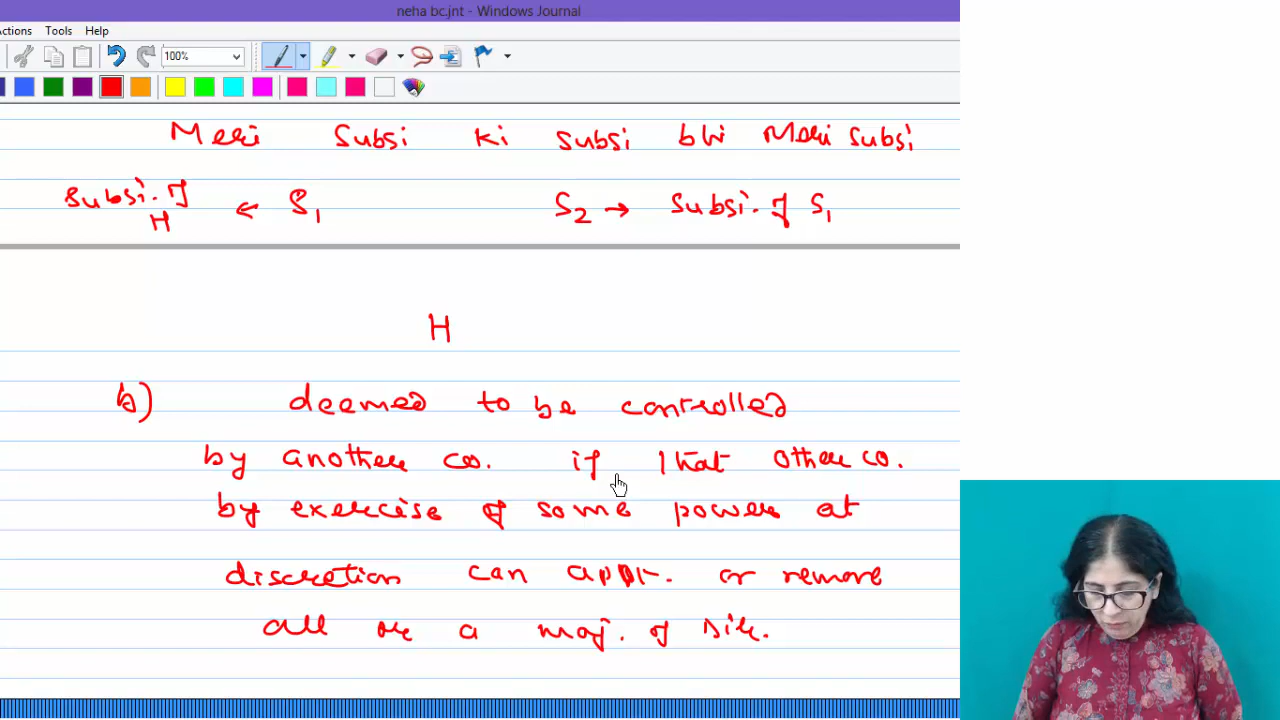 neha bc.jnt - Windows Journal
Actions Tools Help
100%
Meri Subsi ki subsi bhi Meri Subsi
Subsi. of H ← S1 S2 → Subsi. of S1
H
b) deemed to be controlled
by another co. if that other co.
by exercise of some power at
discretion can appt. or remove
all or a maj. of Dir.